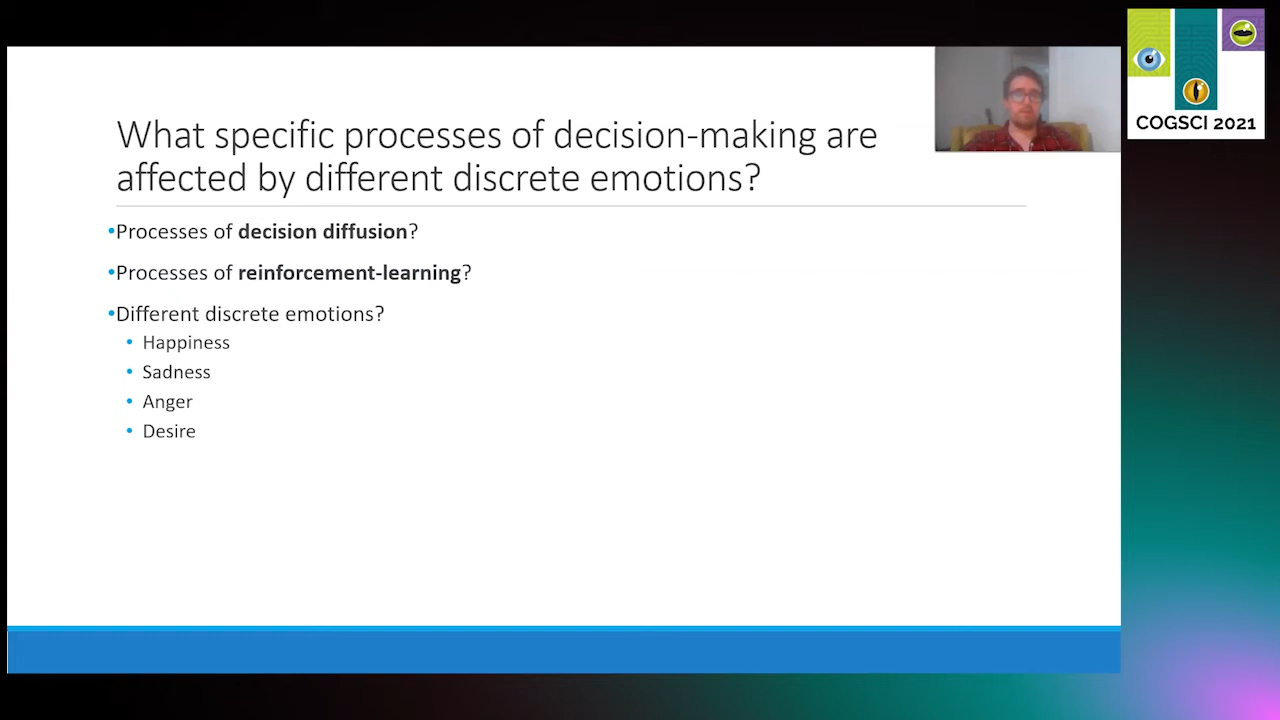 What specific processes of decision-making are
affected by different discrete emotions?
•Processes of decision diffusion?
•Processes of reinforcement-learning?
•Different discrete emotions?
• Happiness
• Sadness
• Anger
• Desire
COGSCI 2021